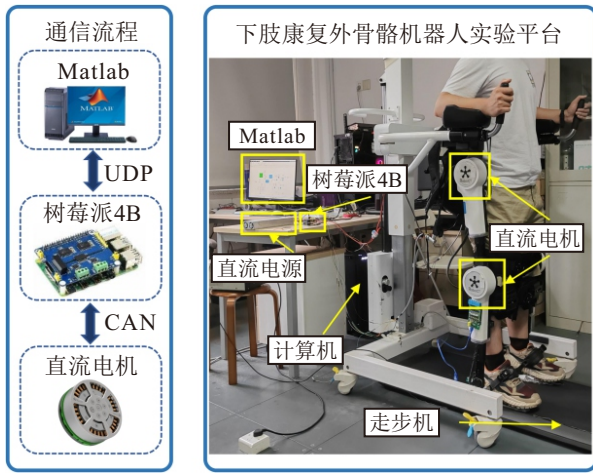 通信流程
Matlab
MATLAB
UDP
树莓派4B
CAN
直流电机
下肢康复外骨骼机器人实验平台
Matlab
树莓派4B
直流电机
直流电源
计算机
走步机